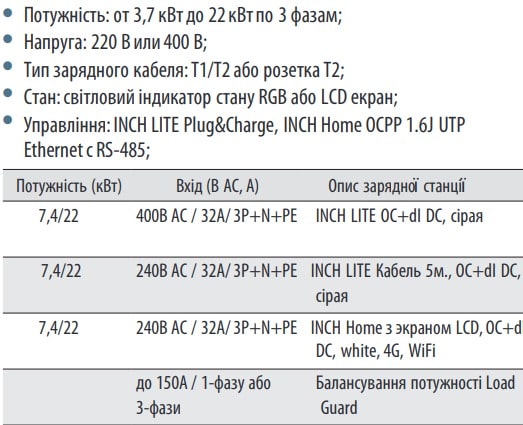 • Потужність: от 3,7 кВт до 22 кВт по 3 фазам;
• Напруга: 220 В или 400 В;
• Тип зарядного кабеля: Т1/Т2 або розетка Т2;
• Стан: світловий індикатор стану RGB або LCD екран;
• Управління: INCH LITE Plug&Charge, INCH Home OCPP 1.6J UTP
Ethernet с RS-485;
Потужність (кВт) Вхід (В AC, A) Опис зарядної станції
7,4/22 400В AC / 32A/ 3P+N+PE INCH LITE OC+dI DC, сірая
7,4/22 240В AC / 32A/ 3P+N+PE INCH LITE Кабель 5м., OC+dI DC,
сірая
7,4/22 240В AC / 32A/ 3P+N+PE INCH Home з экраном LCD, OC+d
DC, white, 4G, WiFi
до 150A / 1-фазу або Балансування потужності Load
3-фази Guard